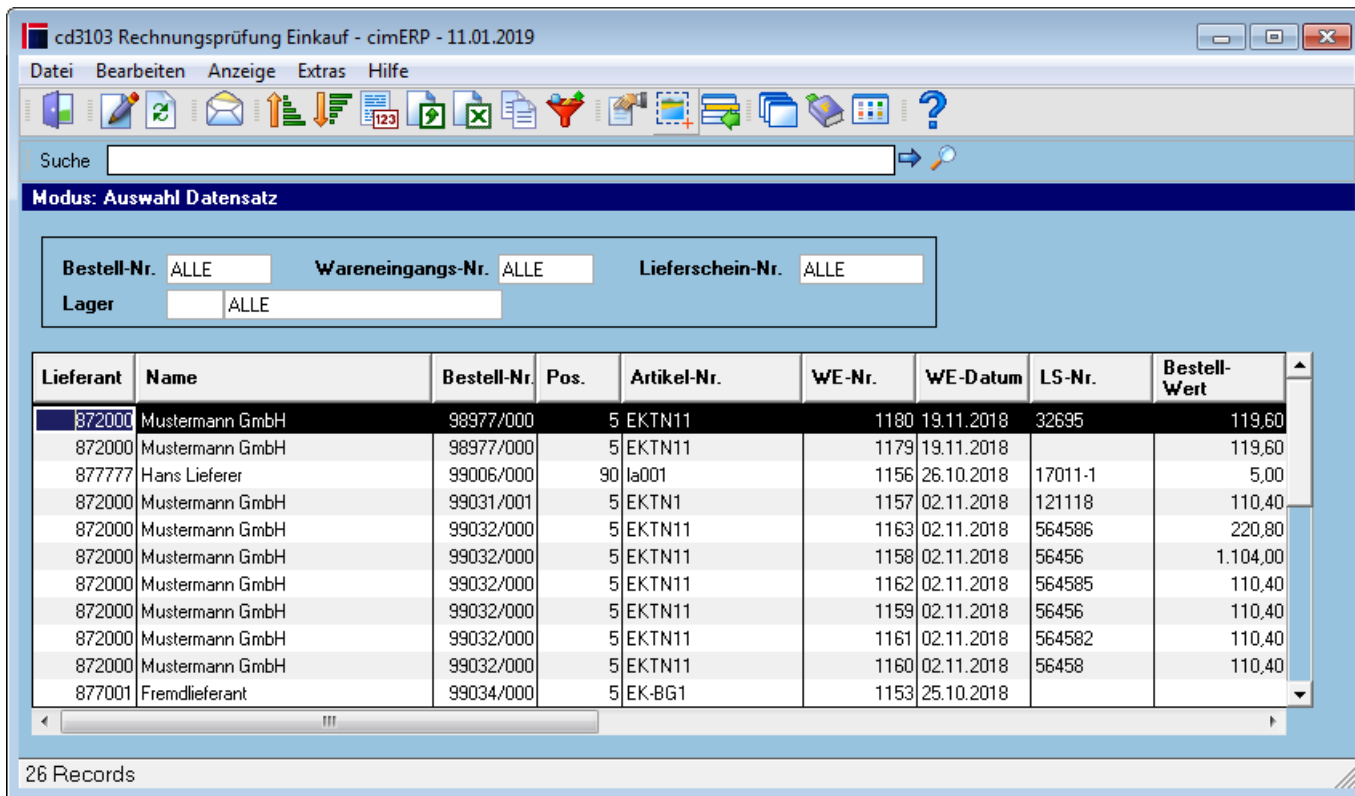 cd3103 Rechnungsprüfung Einkauf - cimERP - 11.01.2019
Datei Bearbeiten Anzeige Extras Hilfe
123
Suche
Modus: Auswahl Datensatz
Bestell-Nr. ALLE Wareneingangs-Nr. ALLE Lieferschein-Nr. ALLE
Lager ALLE
Lieferant Name Bestell-Nr. Pos. Artikel-Nr. WE-Nr. WE-Datum LS-Nr. Bestell-Wert
872000 Mustermann GmbH 98977/000 5 EKTN11 1180 19.11.2018 32695 119,60
872000 Mustermann GmbH 98977/000 5 EKTN11 1179 19.11.2018 119,60
877777 Hans Lieferer 99006/000 90 la001 1156 26.10.2018 17011-1 5,00
872000 Mustermann GmbH 99031/001 5 EKTN1 1157 02.11.2018 121118 110,40
872000 Mustermann GmbH 99032/000 5 EKTN11 1163 02.11.2018 564586 220,80
872000 Mustermann GmbH 99032/000 5 EKTN11 1158 02.11.2018 56456 1.104,00
872000 Mustermann GmbH 99032/000 5 EKTN11 1162 02.11.2018 564585 110,40
872000 Mustermann GmbH 99032/000 5 EKTN11 1159 02.11.2018 56456 110,40
872000 Mustermann GmbH 99032/000 5 EKTN11 1161 02.11.2018 564582 110,40
872000 Mustermann GmbH 99032/000 5 EKTN11 1160 02.11.2018 56458 110,40
877001 Fremdlieferant 99034/000 5 EK-BG1 1153 25.10.2018
26 Records